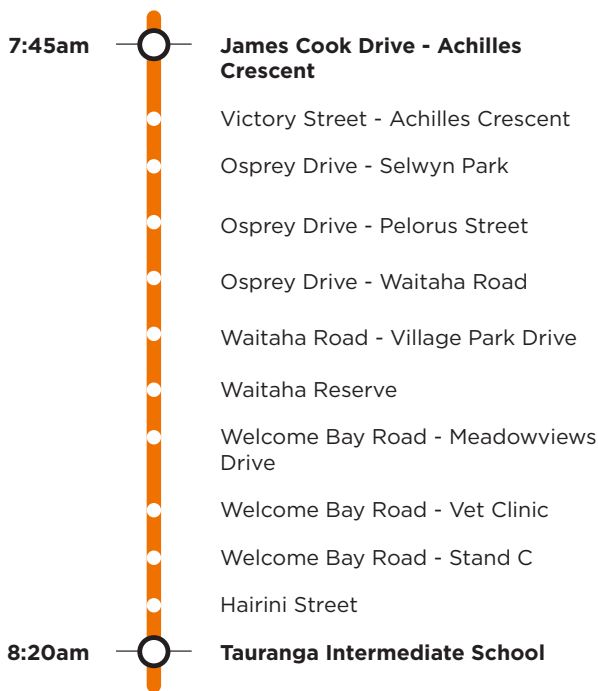 7:45am James Cook Drive - Achilles
Crescent
Victory Street - Achilles Crescent
Osprey Drive - Selwyn Park
Osprey Drive - Pelorus Street
Osprey Drive - Waitaha Road
Waitaha Road - Village Park Drive
Waitaha Reserve
Welcome Bay Road - Meadowviews
Drive
Welcome Bay Road - Vet Clinic
Welcome Bay Road - Stand C
Hairini Street
8:20am Tauranga Intermediate School